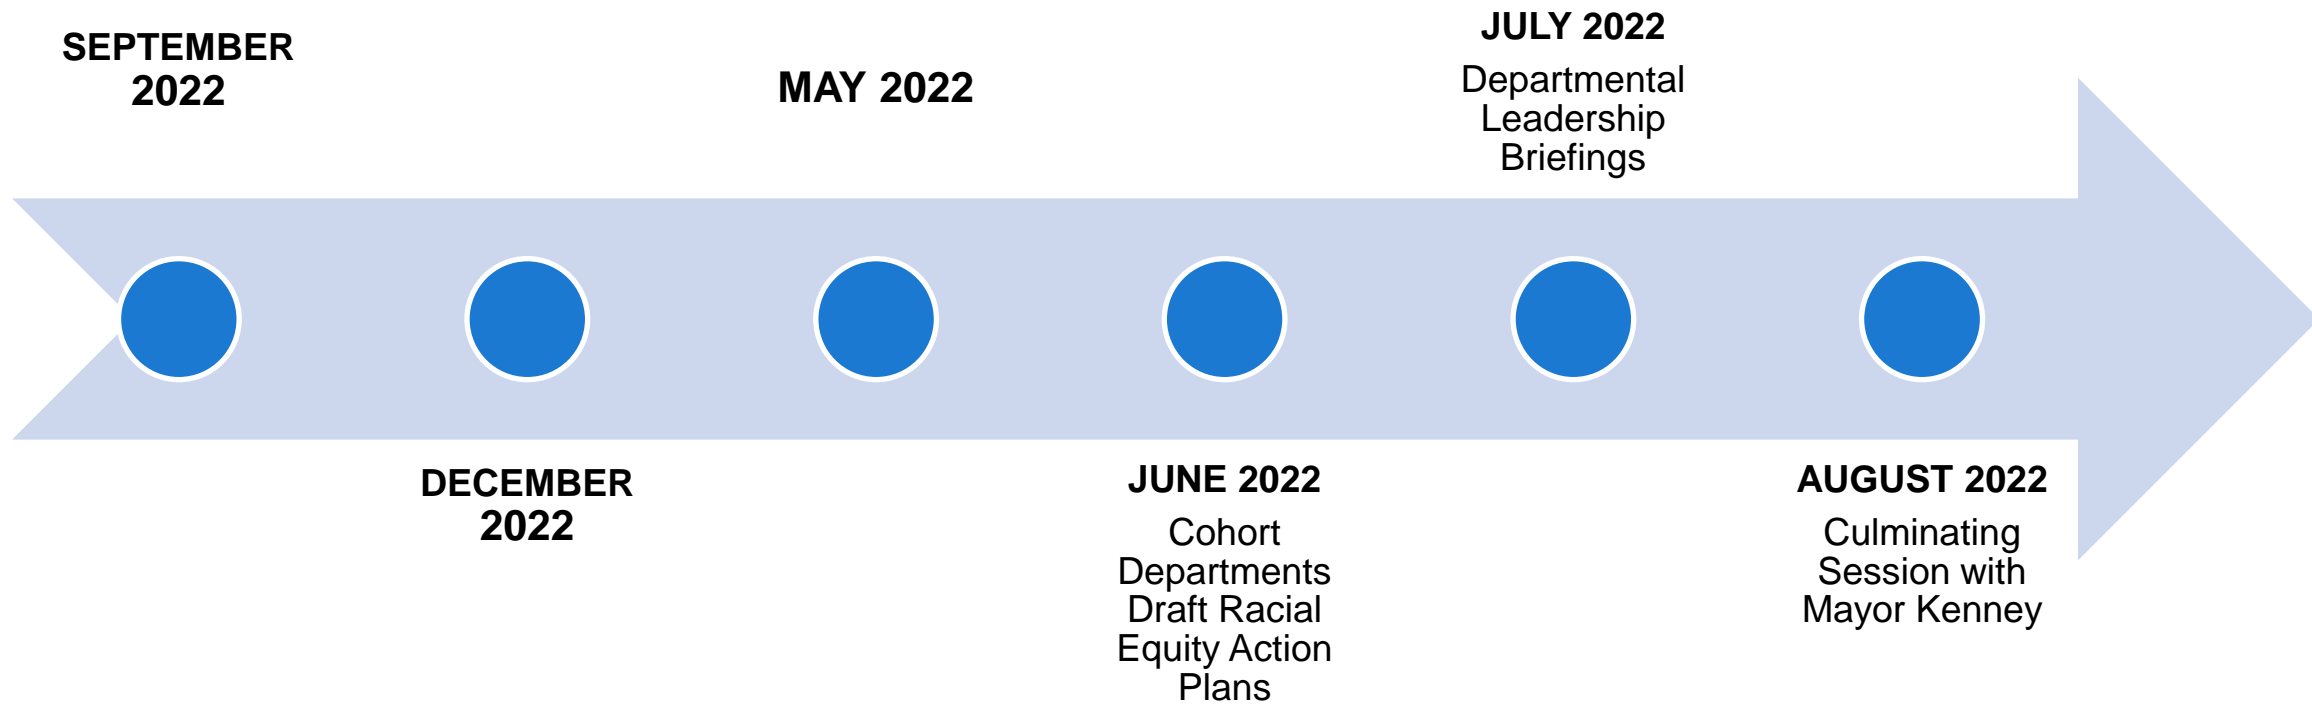 SEPTEMBER
2022
DECEMBER
2022
MAY 2022
JUNE 2022
Cohort
Departments
Draft Racial
Equity Action
Plans
JULY 2022
Departmental
Leadership
Briefings
AUGUST 2022
Culminating
Session with
Mayor Kenney